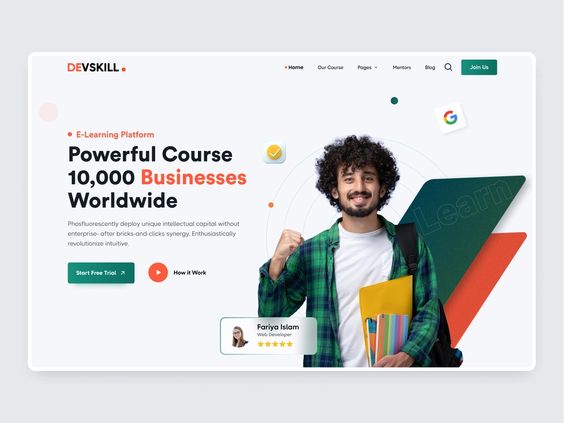 DEVSKILL
Home Our Course Pages Mentors Blog Join Us
E-Learning Platform
Powerful Course
10,000 Businesses
Worldwide
Phosfluorescently deploy unique intellectual capital without
enterprise- after bricks-and-clicks synergy. Enthusiastically
revolutionize intuitive.
Start Free Trial How it Work
Learn
G
Fariya Islam
Web Developer